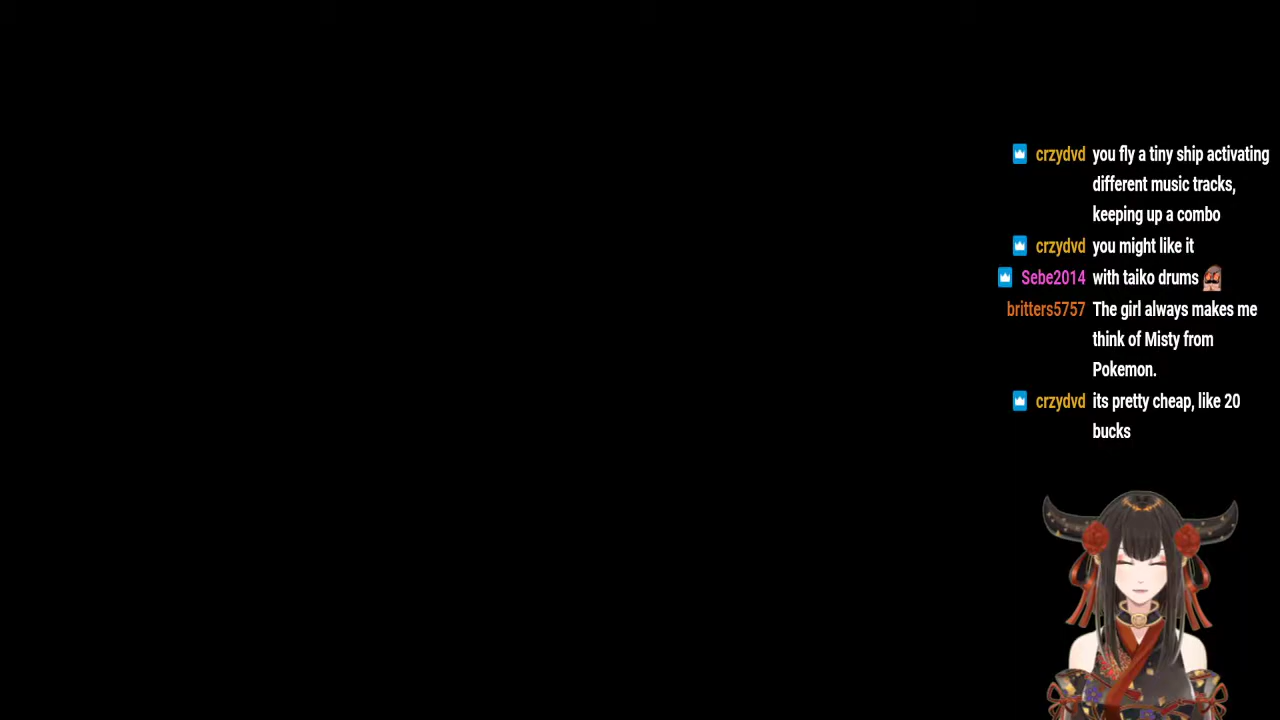 crzydvd you fly a tiny ship activating
different music tracks,
keeping up a combo
crzydvd you might like it
Sebe2014 with taiko drums
britters5757 The girl always makes me
think of Misty from
Pokemon.
crzydvd its pretty cheap, like 20
bucks